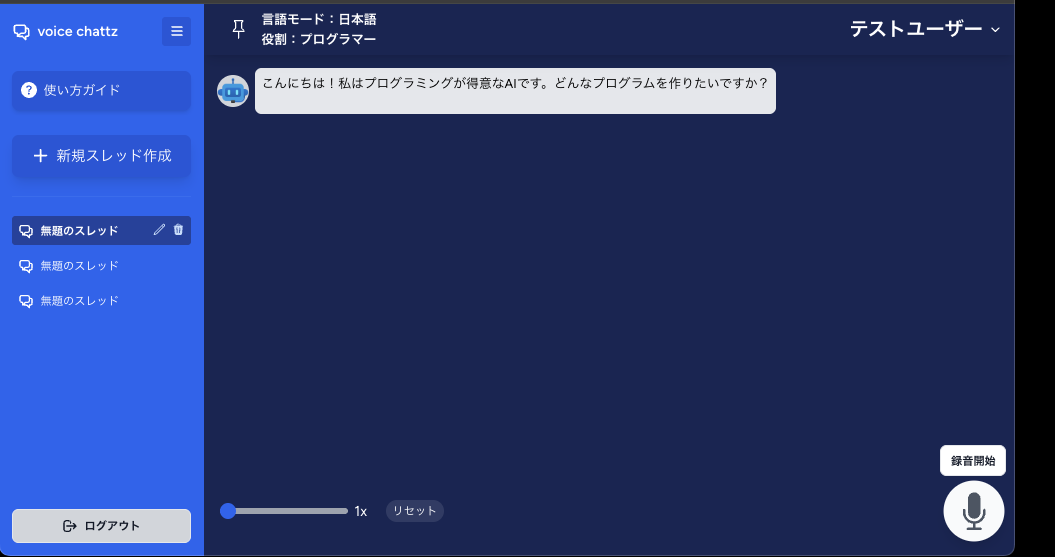 voice chattz
使い方ガイド
新規スレッド作成
無題のスレッド
無題のスレッド
無題のスレッド
ログアウト
言語モード：日本語
役割：プログラマー
テストユーザー
こんにちは！私はプログラミングが得意なAIです。どんなプログラムを作りたいですか？
1x
リセット
録音開始